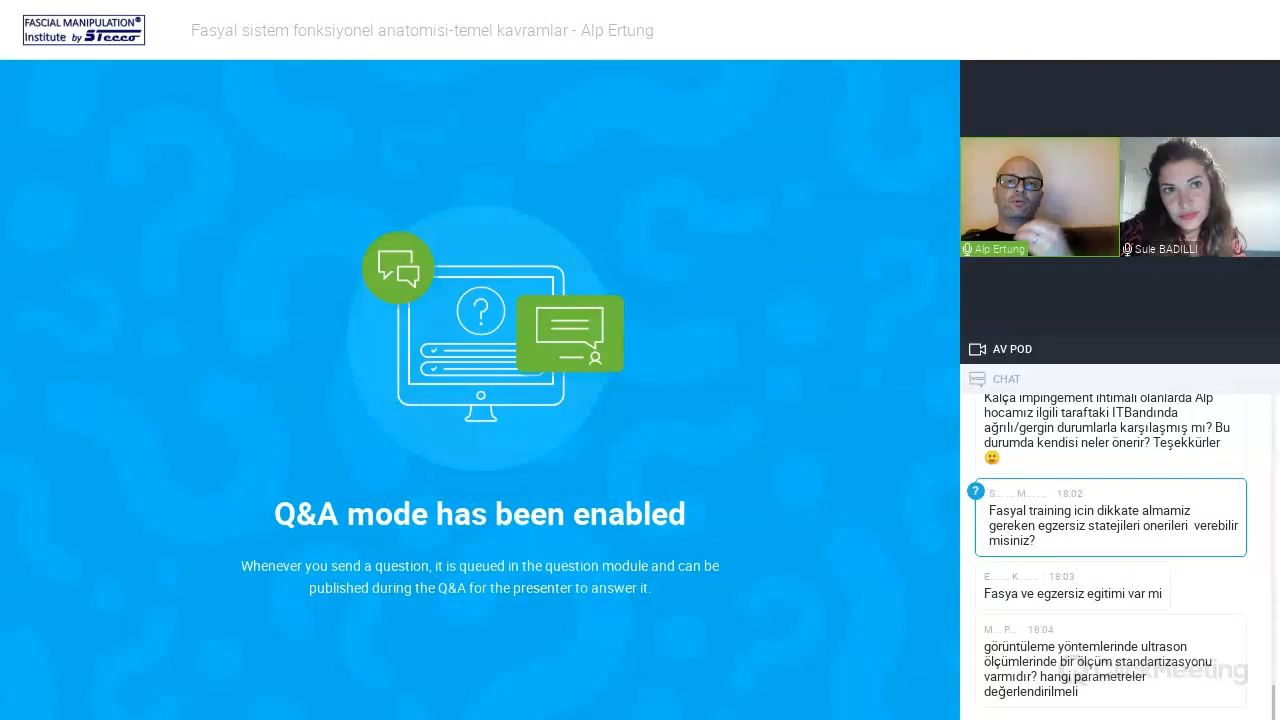 FASCIAL MANIPULATION®
Institute by Stecco
Fasyal sistem fonksiyonel anatomisi-temel kavramlar - Alp Ertung
Q&A mode has been enabled
Whenever you send a question, it is queued in the question module and can be
published during the Q&A for the presenter to answer it.
Alp Ertung
Sule BADILLI
AV POD
CHAT
Kalça impingement ihtimali olanlarda Alp
hocamız ilgili taraftaki ITBandında
ağrılı/gergin durumlarla karşılaşmış mı? Bu
durumda kendisi neler önerir? Teşekkürler
S... ... M... ... 18:02
Fasyal training icin dikkate almamiz
gereken egzersiz statejileri onerileri verebilir
misiniz?
E... ... K... ... 18:03
Fasya ve egzersiz egitimi var mi
M... P... 18:04
görüntüleme yöntemlerinde ultrason
ölçümlerinde bir ölçüm standartizasyonu
varmıdır? hangi parametreler
değerlendirilmeli
ClickMeeting